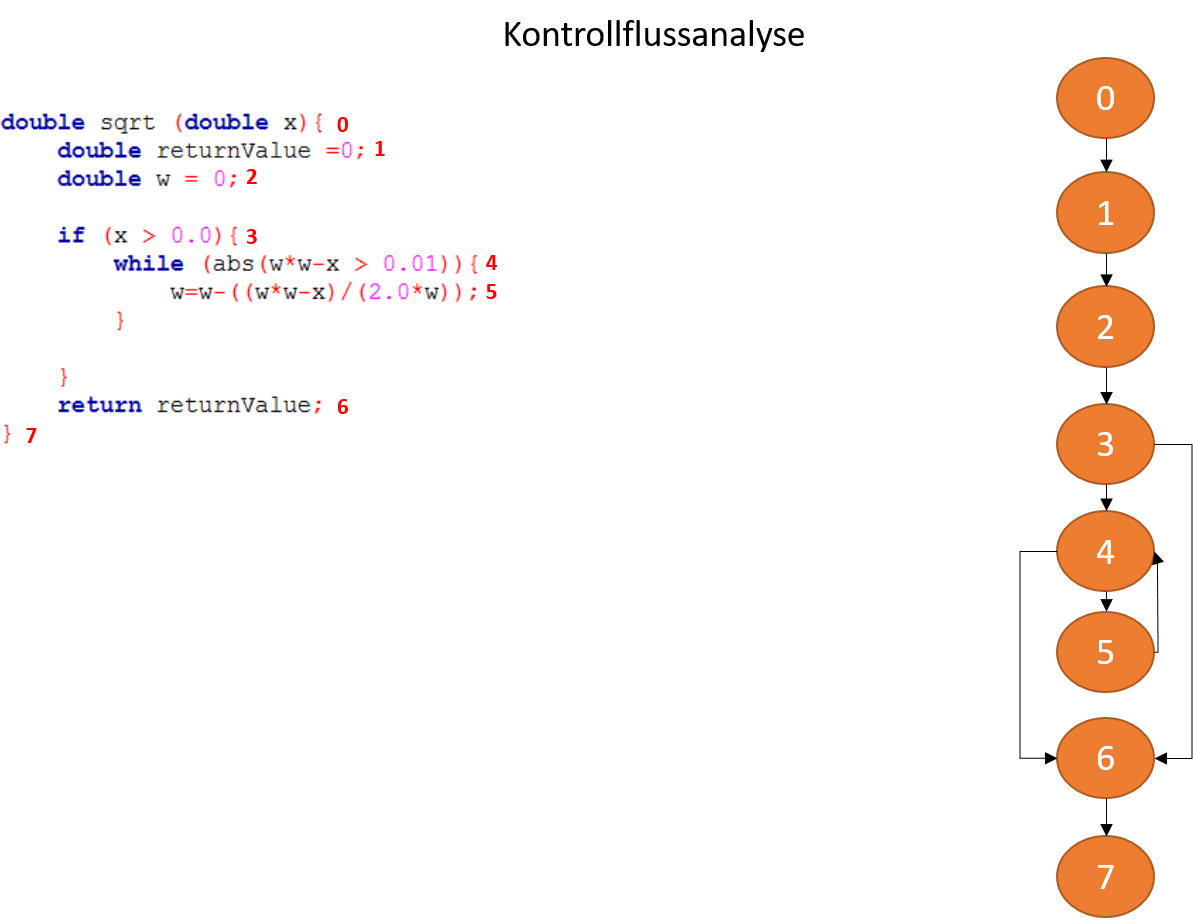 Kontrollflussanalyse
double sqrt (double x){ 0
double returnValue =0; 1
double w = 0; 2
if (x > 0.0){ 3
while (abs(w*w-x > 0.01)){ 4
w=w-((w*w-x)/(2.0*w)); 5
}
}
return returnValue; 6
} 7
0
1
2
3
4
5
6
7